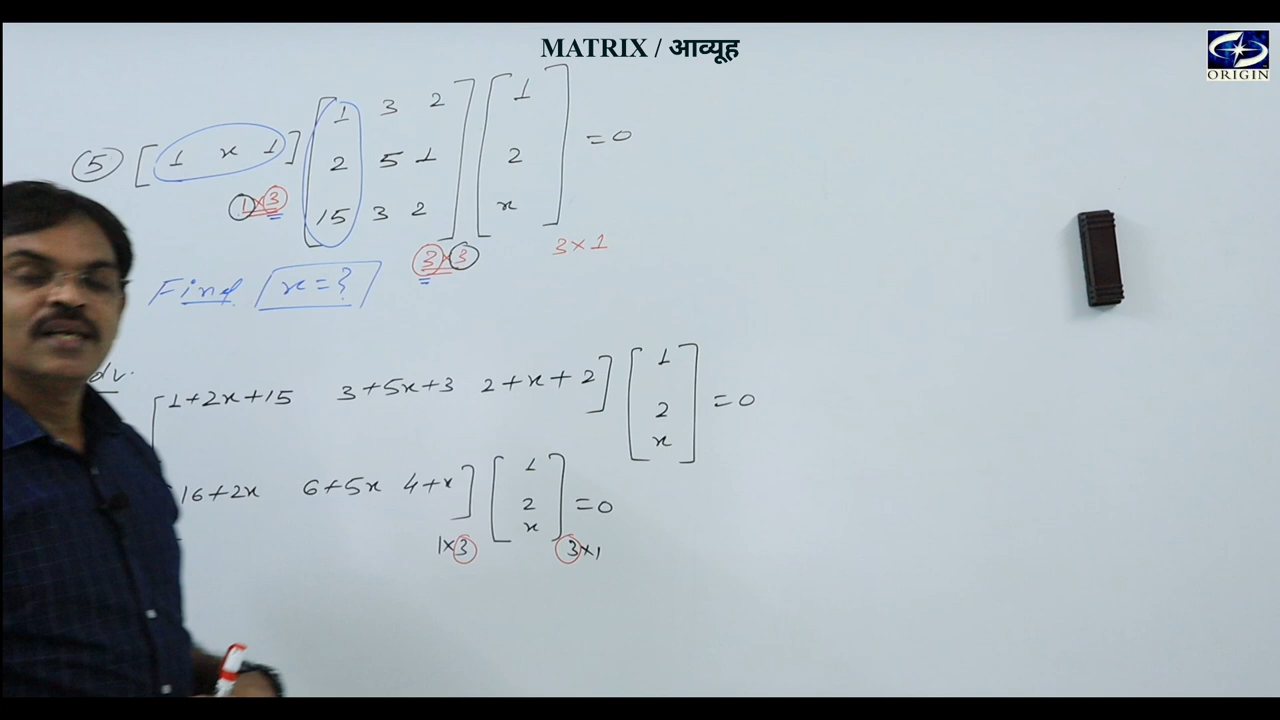 MATRIX / आव्यूह
ORIGIN
⑤ [1 x 1] [1 3 2
2 5 1
15 3 2] [1
2
x] = 0
1×3
3×3
3×1
Find x=?
[1+2x+15 3+5x+3 2+x+2] [1
2
x] = 0
16+2x 6+5x 4+x] [1
2
x] = 0
1×3 3×1